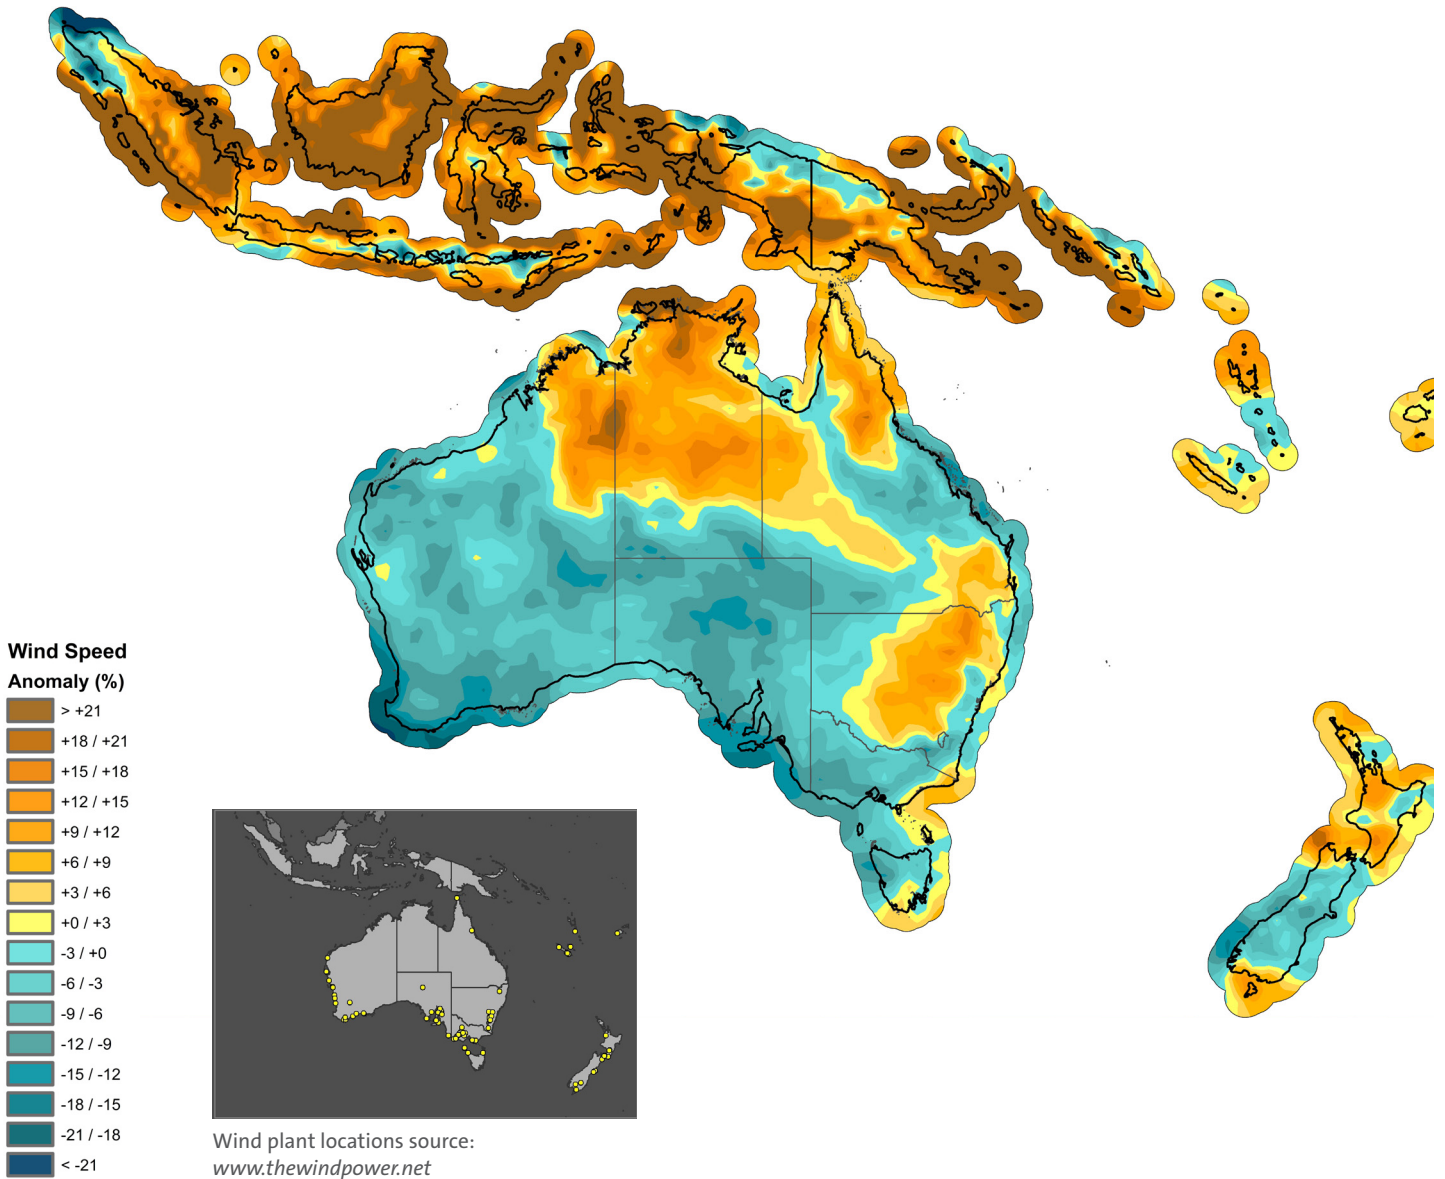 Wind Speed
Anomaly (%)
> +21
+18 / +21
+15 / +18
+12 / +15
+9 / +12
+6 / +9
+3 / +6
+0 / +3
-3 / +0
-6 / -3
-9 / -6
-12 / -9
-15 / -12
-18 / -15
-21 / -18
< -21
Wind plant locations source:
www.thewindpower.net